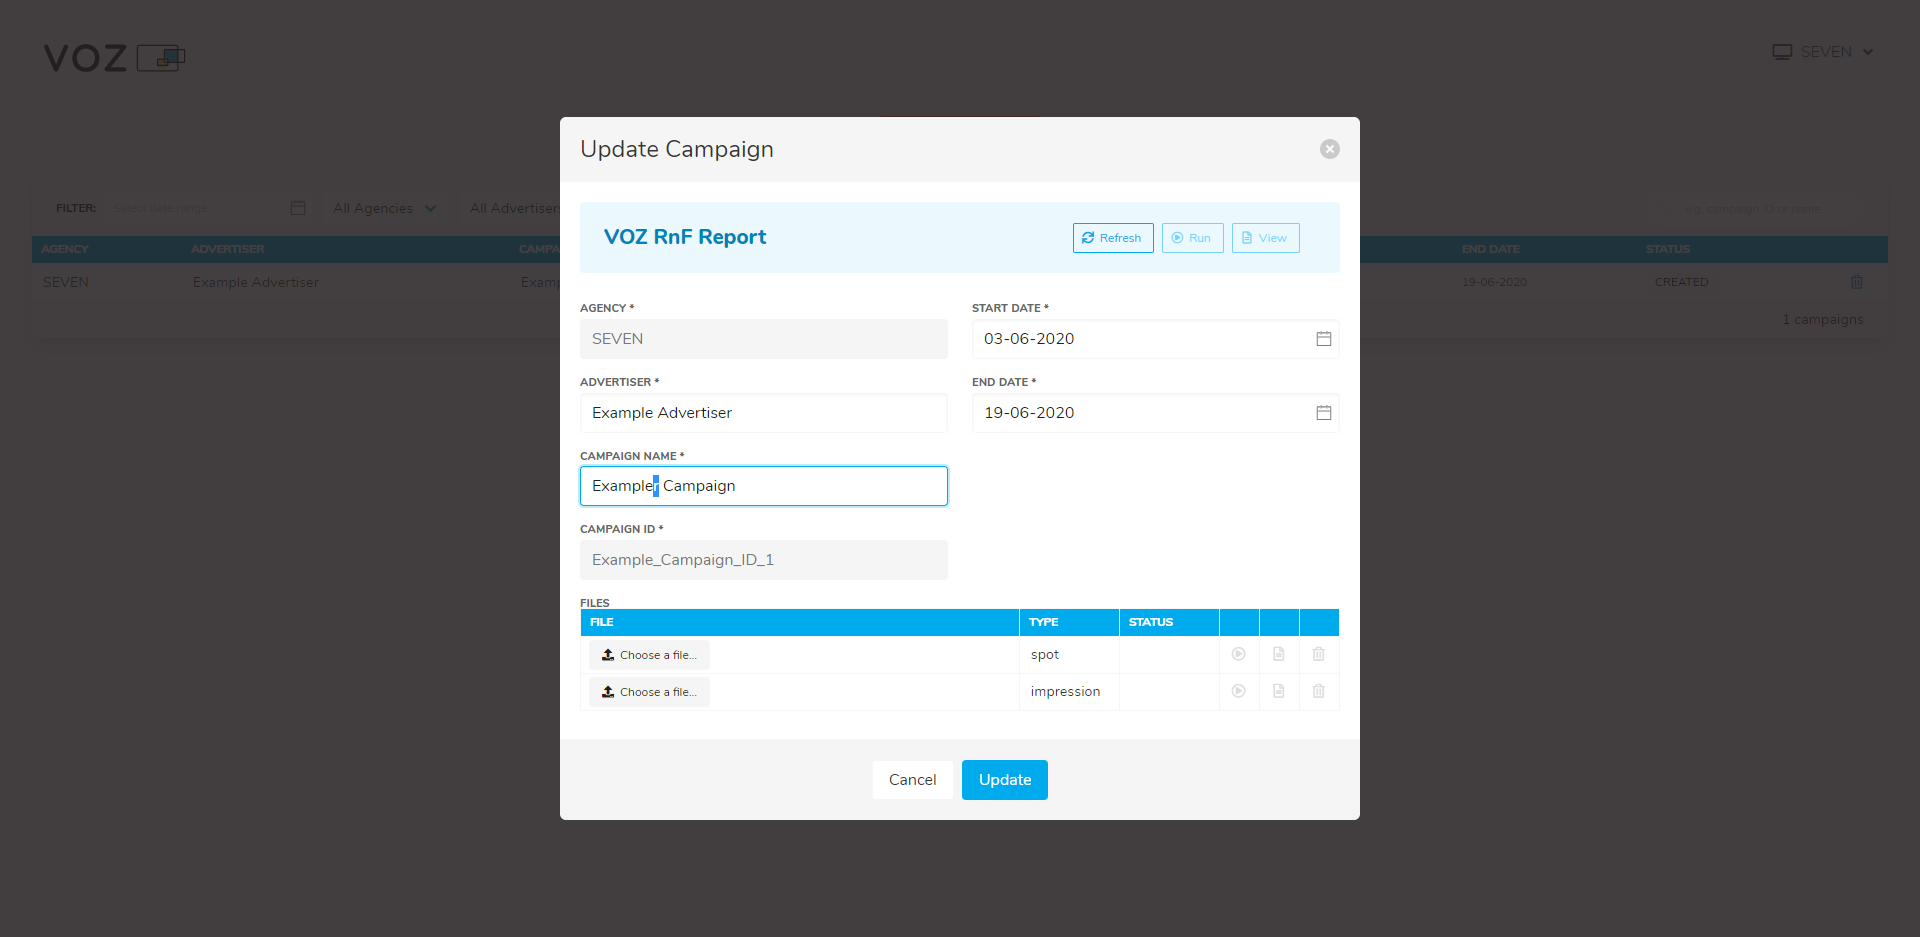 VOZ
SEVEN
Update Campaign
FILTER: Select date range All Agencies All Advertisers e.g. campaign ID or name
VOZ RnF Report Refresh Run View
AGENCY ADVERTISER CAMPA END DATE STATUS
SEVEN Example Advertiser Examp 19-06-2020 CREATED
1 campaigns
AGENCY * START DATE *
SEVEN 03-06-2020
ADVERTISER * END DATE *
Example Advertiser 19-06-2020
CAMPAIGN NAME *
Exampler Campaign
CAMPAIGN ID *
Example_Campaign_ID_1
FILES
FILE TYPE STATUS
Choose a file... spot
Choose a file... impression
Cancel Update